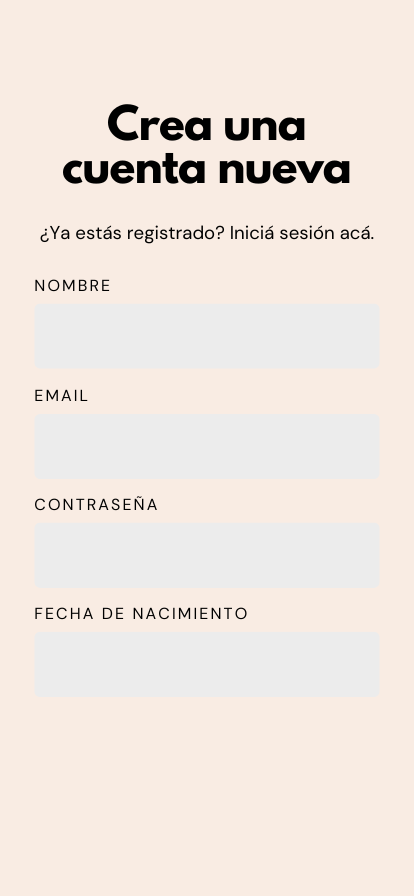 Crea una
cuenta nueva
¿Ya estás registrado? Iniciá sesión acá.
NOMBRE
EMAIL
CONTRASEÑA
FECHA DE NACIMIENTO